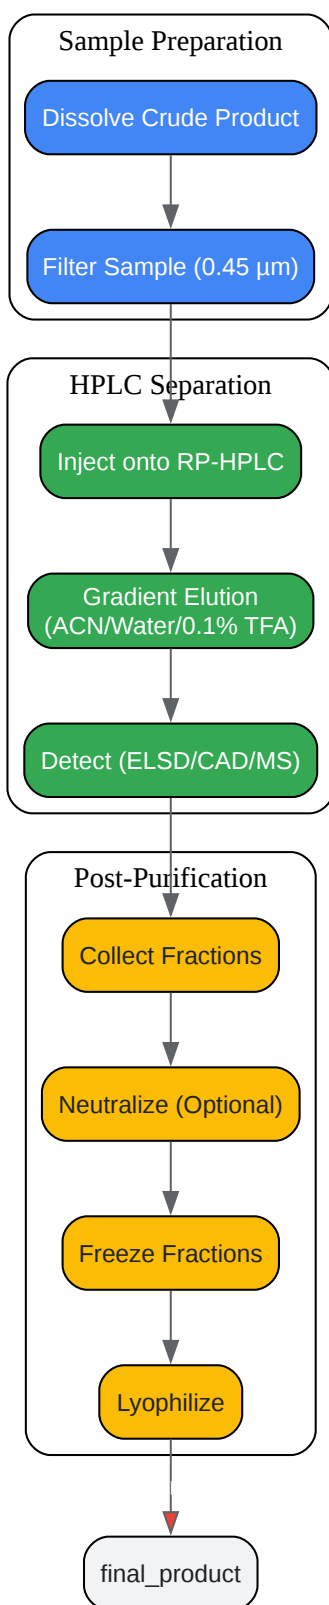 Sample Preparation
Dissolve Crude Product
Filter Sample (0.45 µm)
HPLC Separation
Inject onto RP-HPLC
Gradient Elution
(ACN/Water/0.1% TFA)
Detect (ELSD/CAD/MS)
Post-Purification
Collect Fractions
Neutralize (Optional)
Freeze Fractions
Lyophilize
final_product